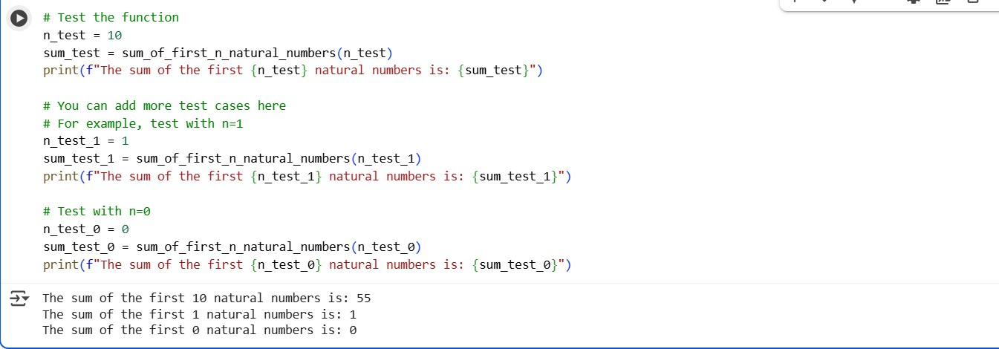 # Test the function
n_test = 10
sum_test = sum_of_first_n_natural_numbers(n_test)
print(f"The sum of the first {n_test} natural numbers is: {sum_test}")
# You can add more test cases here
# For example, test with n=1
n_test_1 = 1
sum_test_1 = sum_of_first_n_natural_numbers(n_test_1)
print(f"The sum of the first {n_test_1} natural numbers is: {sum_test_1}")
# Test with n=0
n_test_0 = 0
sum_test_0 = sum_of_first_n_natural_numbers(n_test_0)
print(f"The sum of the first {n_test_0} natural numbers is: {sum_test_0}")
The sum of the first 10 natural numbers is: 55
The sum of the first 1 natural numbers is: 1
The sum of the first 0 natural numbers is: 0